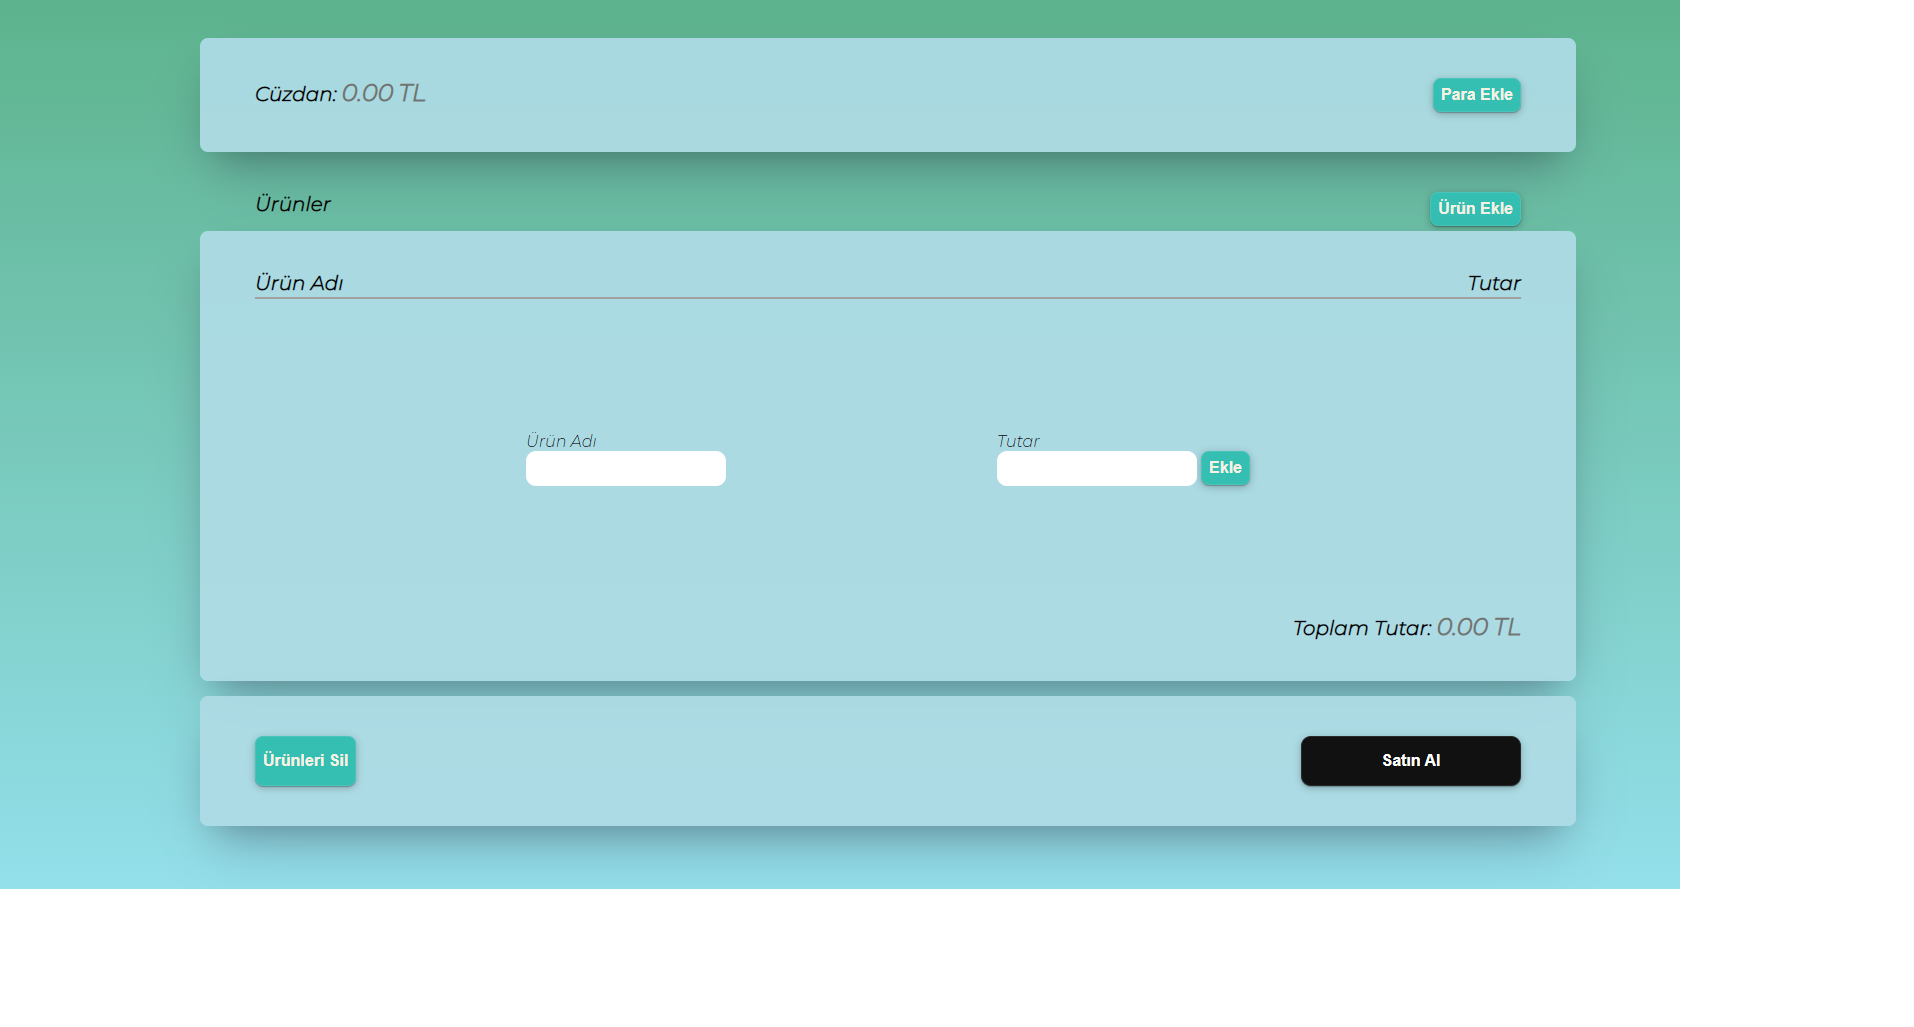 Cüzdan: 0.00 TL
Para Ekle
Ürünler
Ürün Ekle
Ürün Adı
Tutar
Ürün Adı
Tutar
Ekle
Toplam Tutar: 0.00 TL
Ürünleri Sil
Satın Al